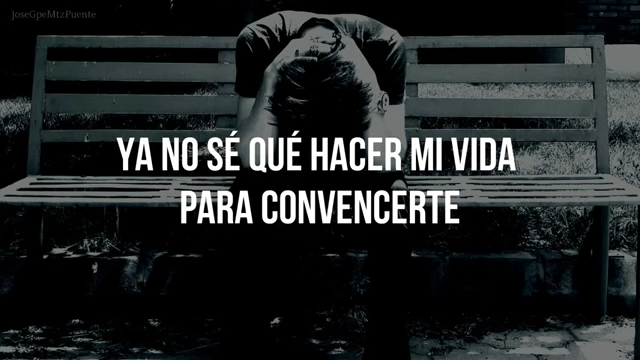 JoseGpeMtzPuente
YA NO SÉ QUÉ HACER MI VIDA
PARA CONVENCERTE